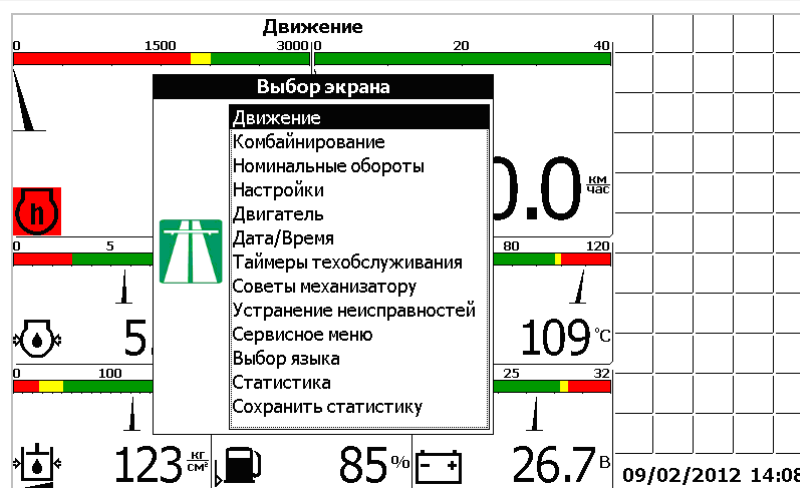 Движение
0 1500 3000 0 20 40
Выбор экрана
Движение
Комбайнирование
Номинальные обороты
Настройки
Двигатель
Дата/Время
Таймеры техобслуживания
Советы механизатору
Устранение неисправностей
Сервисное меню
Выбор языка
Статистика
Сохранить статистику
0.0 км/час
h
0 5 80 120
5. 109 °C
0 100 25 32
123 кг/см² 85 % 26.7 В
09/02/2012 14:08